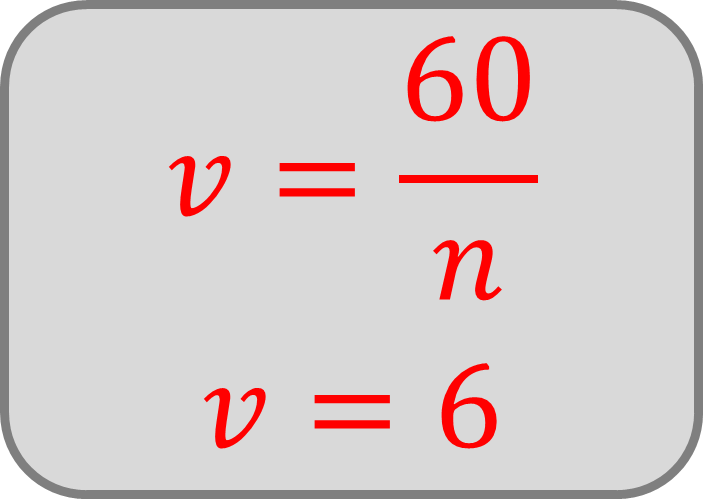 v = 60/n
v = 6